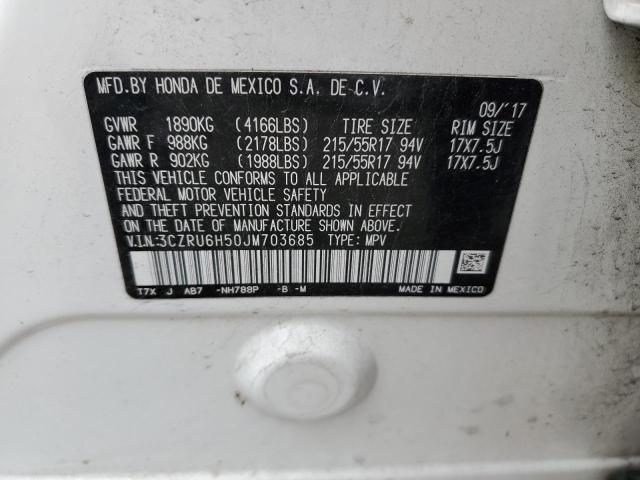 MFD.BY HONDA DE MEXICO S.A. DE C.V.
09/'17
GVWR 1890KG (4166LBS) TIRE SIZE RIM SIZE
GAWR F 988KG (2178LBS) 215/55R17 94V 17X7.5J
GAWR R 902KG (1988LBS) 215/55R17 94V 17X7.5J
THIS VEHICLE CONFORMS TO ALL APPLICABLE
FEDERAL MOTOR VEHICLE SAFETY
AND THEFT PREVENTION STANDARDS IN EFFECT
ON THE DATE OF MANUFACTURE SHOWN ABOVE.
V.I.N:3CZRU6H50JM703685 TYPE: MPV
T7X J AB7 -NH788P -B -M MADE IN MEXICO